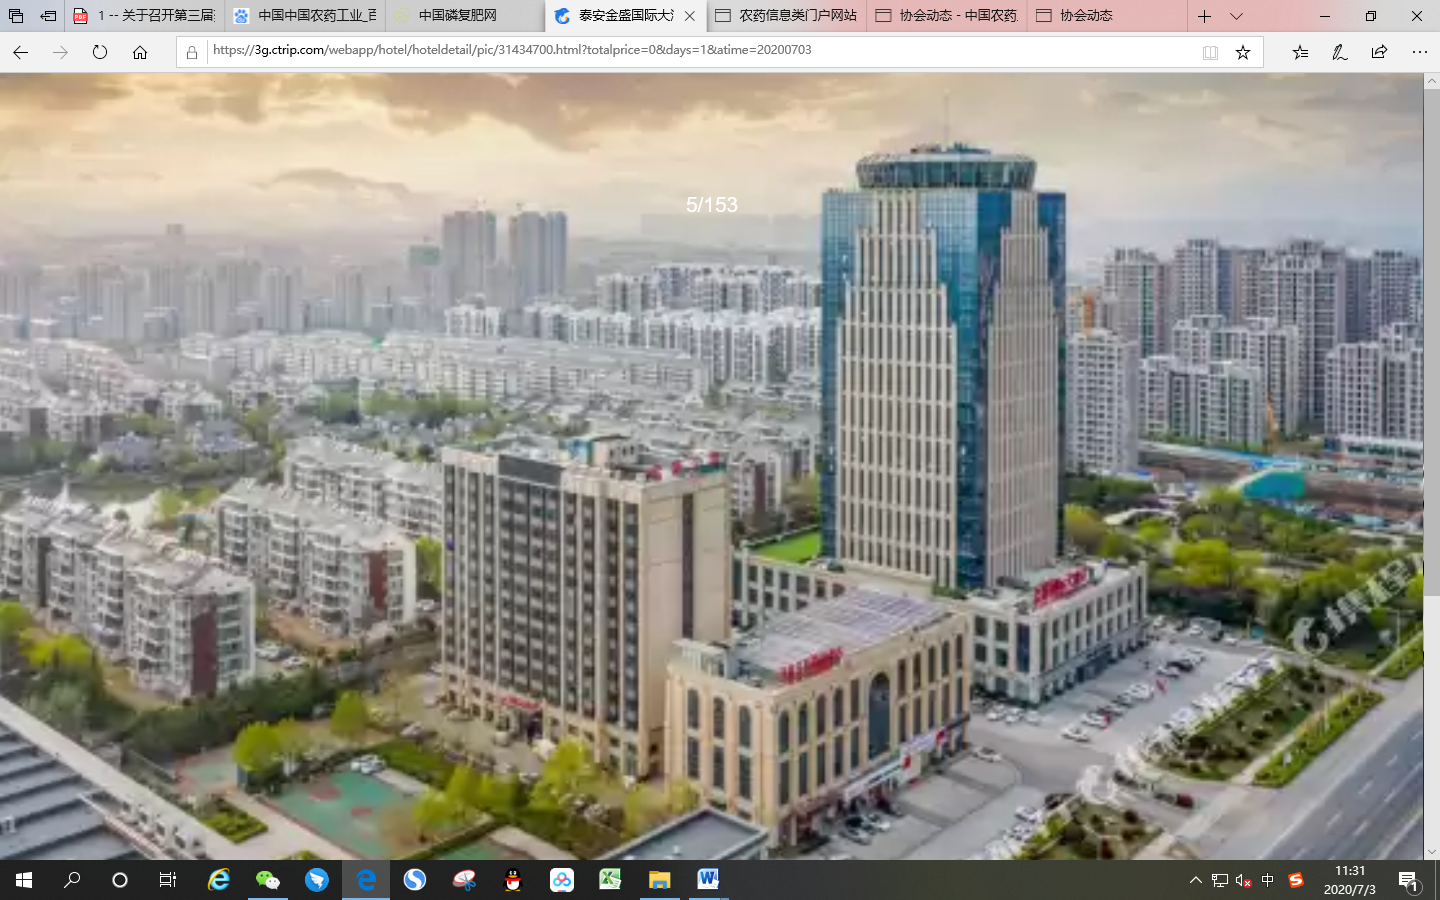 1 -- 关于召开第三届
中国中国农药工业_百
中国磷复肥网
泰安金盛国际大
农药信息类门户网站
协会动态 - 中国农药
协会动态
https://3g.ctrip.com/webapp/hotel/hoteldetail/pic/31434700.html?totalprice=0&days=1&atime=20200703
5/153
中
11:31
2020/7/3
1